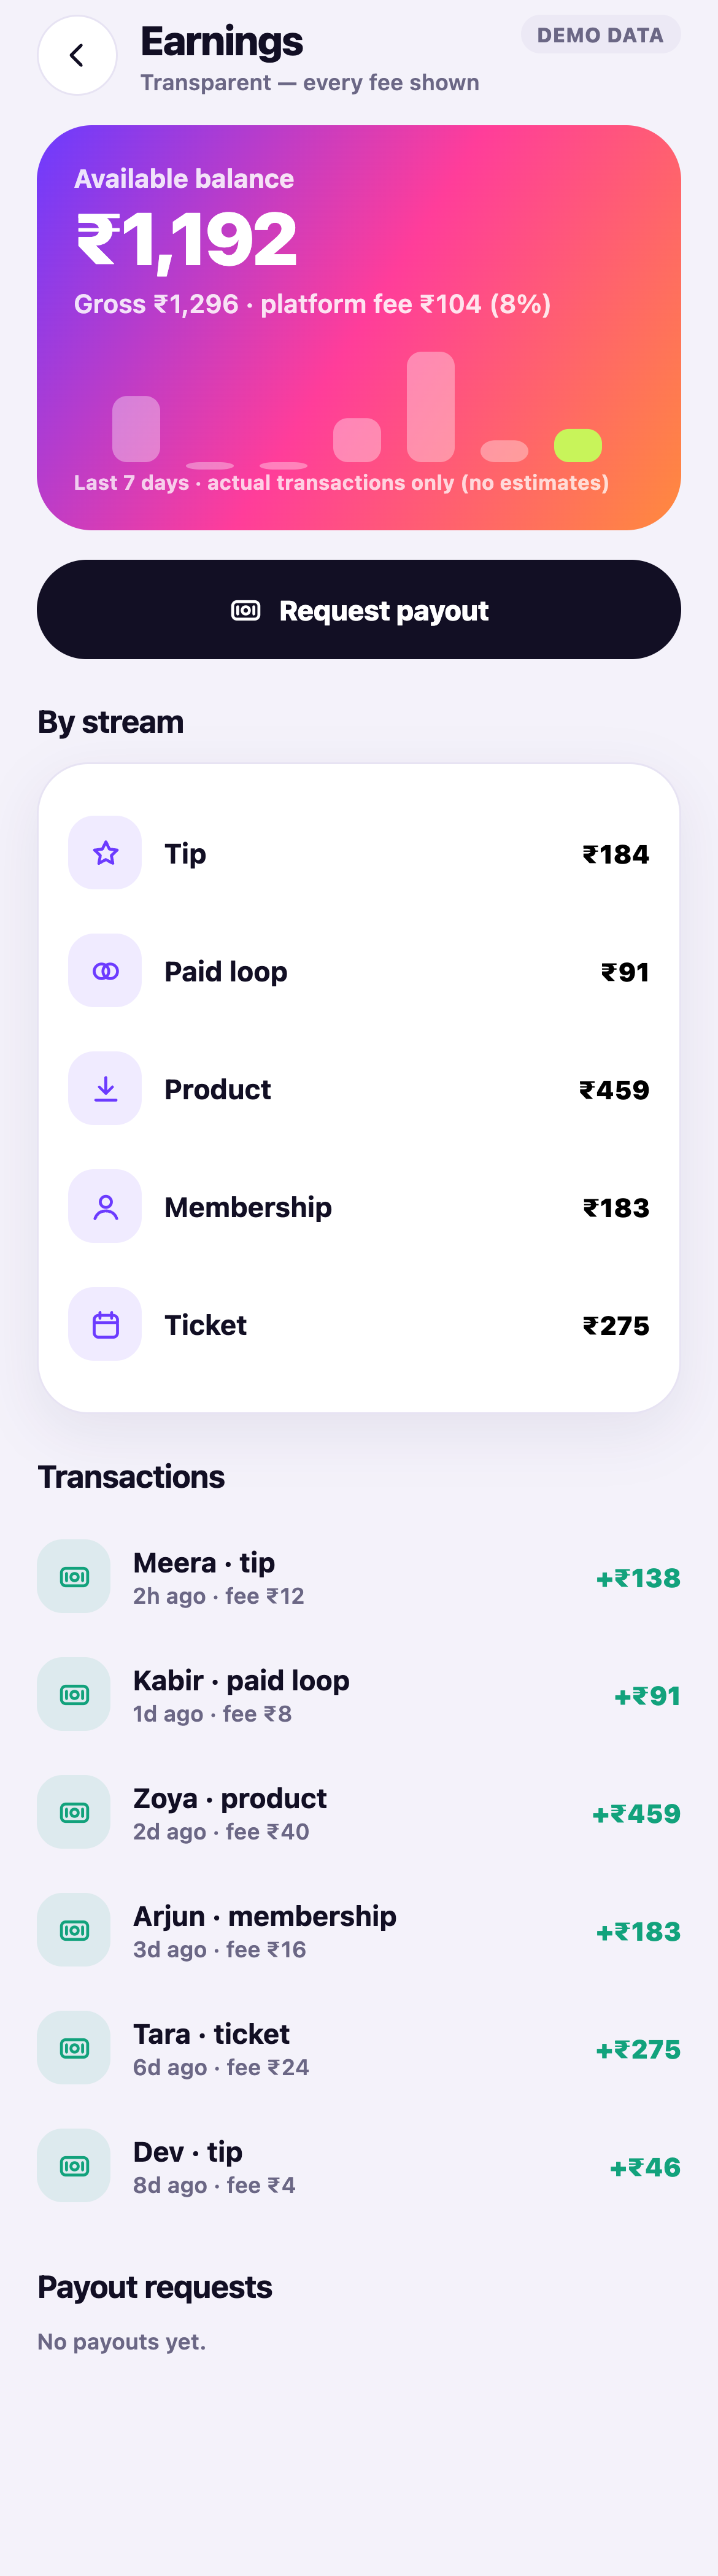 Earnings
DEMO DATA
Transparent — every fee shown
Available balance
₹1,192
Gross ₹1,296 · platform fee ₹104 (8%)
Last 7 days · actual transactions only (no estimates)
Request payout
By stream
Tip ₹184
Paid loop ₹91
Product ₹459
Membership ₹183
Ticket ₹275
Transactions
Meera · tip
2h ago · fee ₹12
+₹138
Kabir · paid loop
1d ago · fee ₹8
+₹91
Zoya · product
2d ago · fee ₹40
+₹459
Arjun · membership
3d ago · fee ₹16
+₹183
Tara · ticket
6d ago · fee ₹24
+₹275
Dev · tip
8d ago · fee ₹4
+₹46
Payout requests
No payouts yet.